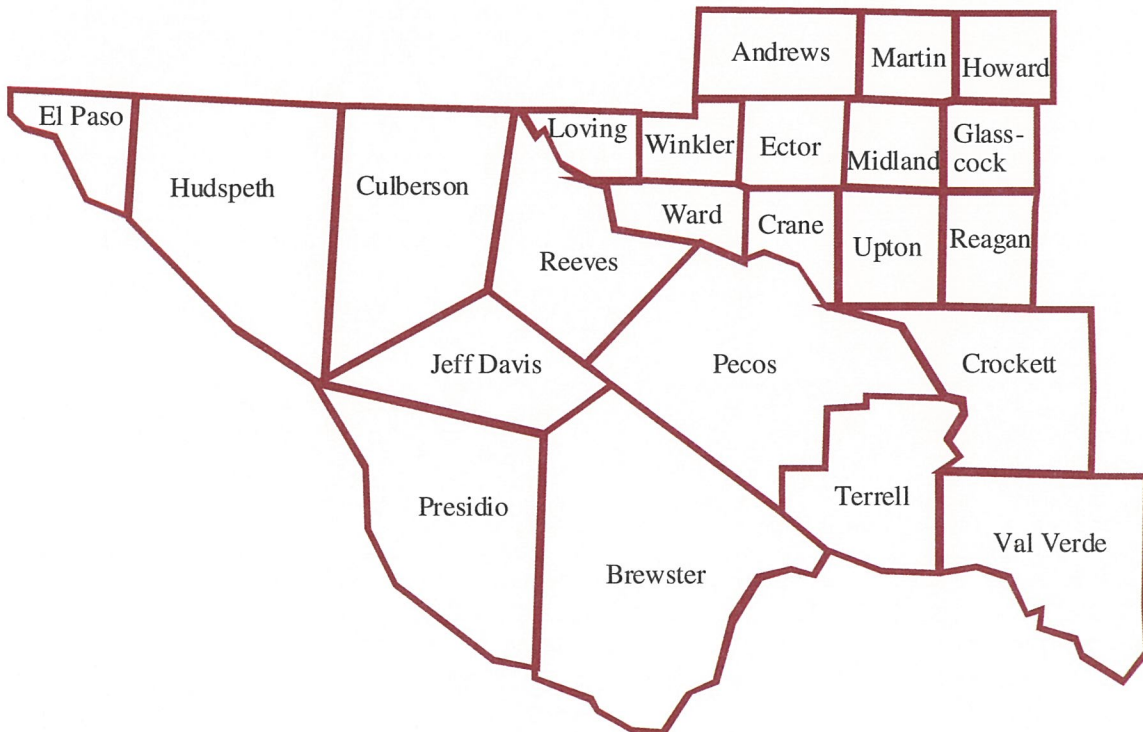 Andrews
Martin
Howard
El Paso
Loving
Winkler
Ector
Midland
Glass-
cock
Hudspeth
Culberson
Ward
Crane
Upton
Reagan
Reeves
Jeff Davis
Pecos
Crockett
Presidio
Terrell
Brewster
Val Verde